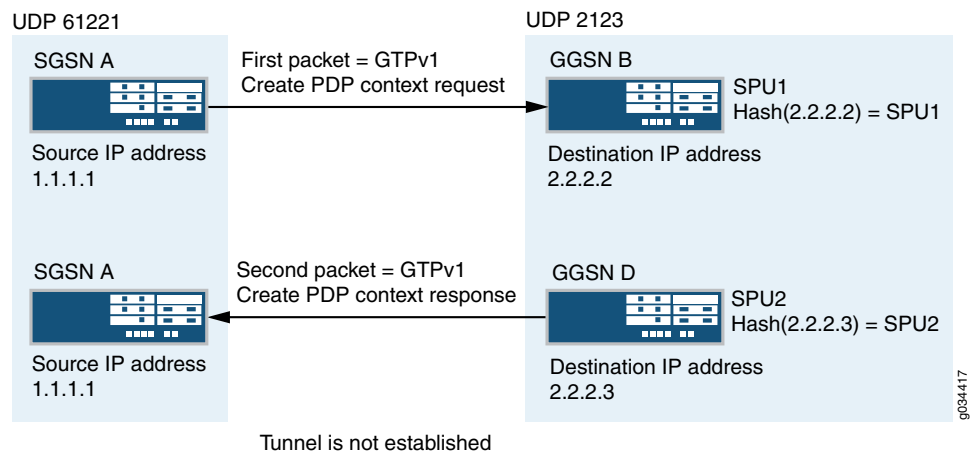 UDP 61221
UDP 2123
SGSN A
First packet = GTPv1
Create PDP context request
GGSN B
SPU1
Hash(2.2.2.2) = SPU1
Source IP address
1.1.1.1
Destination IP address
2.2.2.2
SGSN A
Second packet = GTPv1
Create PDP context response
GGSN D
SPU2
Hash(2.2.2.3) = SPU2
Source IP address
1.1.1.1
Destination IP address
2.2.2.3
g034417
Tunnel is not established